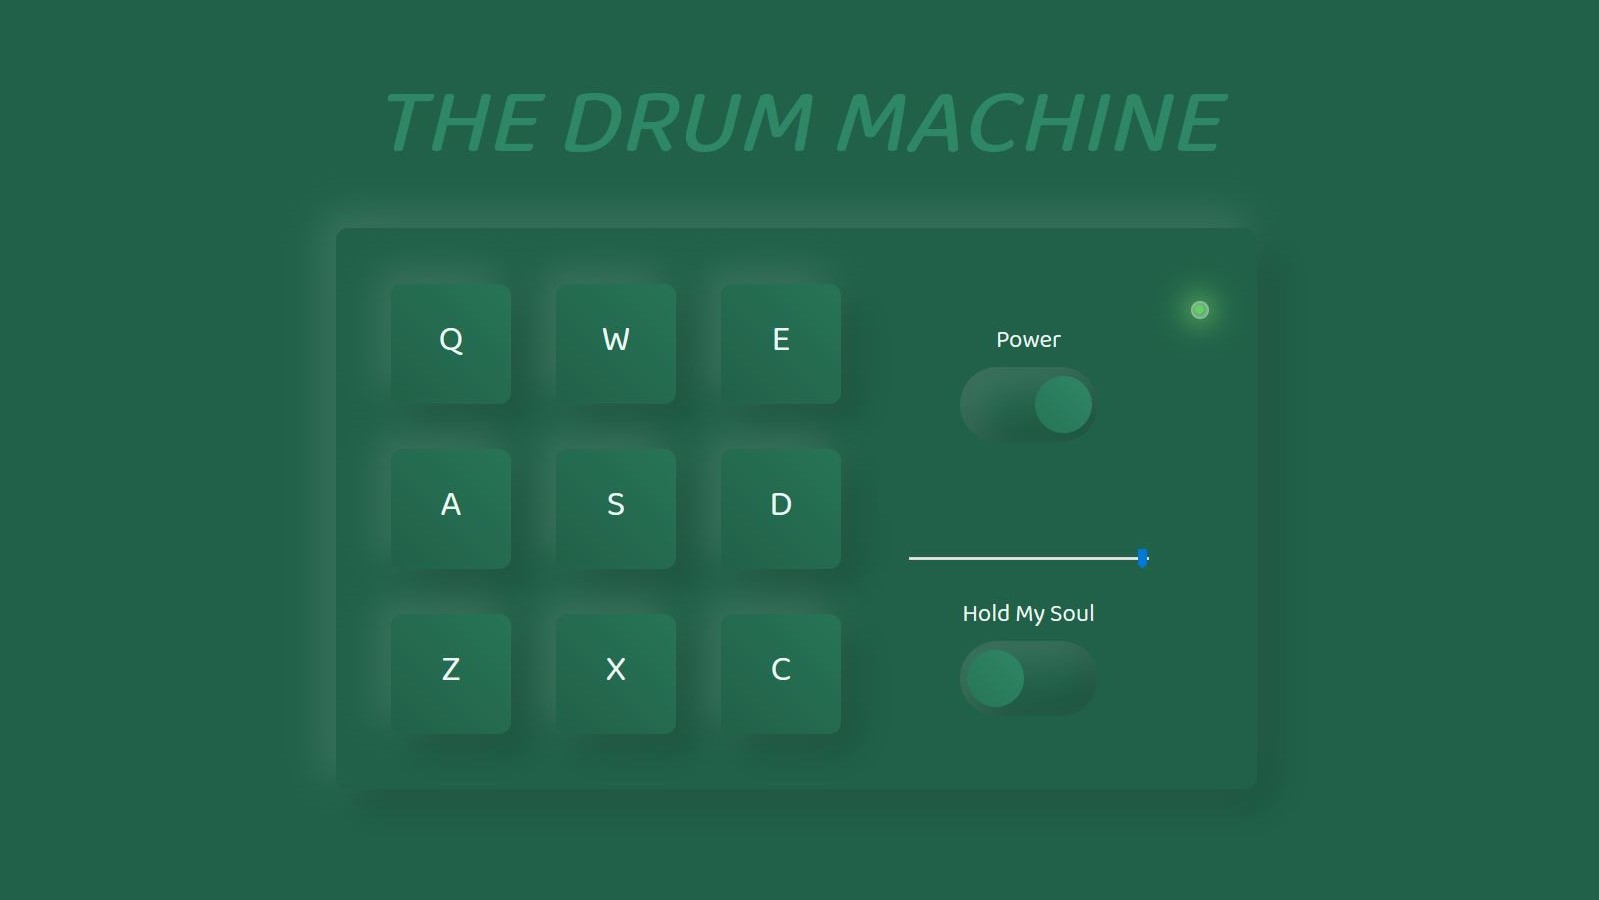 THE DRUM MACHINE
Q W E
Power
A S D
Hold My Soul
Z X C